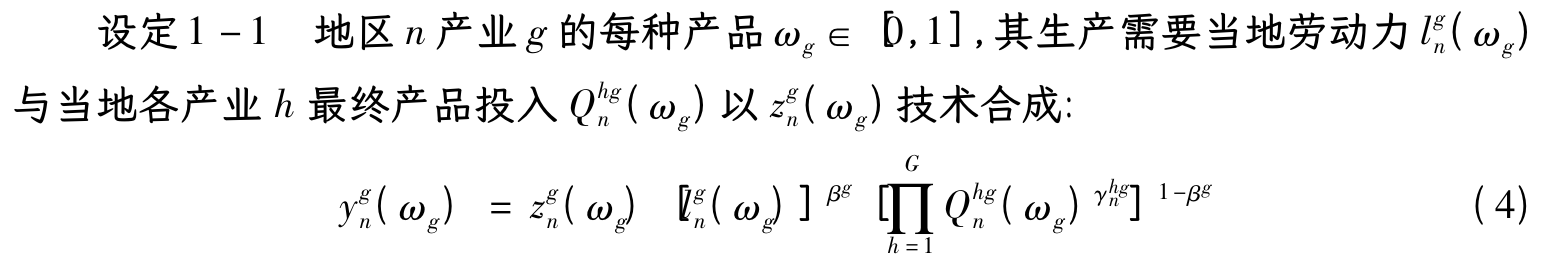 设定1-1 地区 n 产业 g 的每种产品 ω_g ∈ [0,1],其生产需要当地劳动力 l_n^g(ω_g)
与当地各产业 h 最终产品投入 Q_n^{hg}(ω_g) 以 z_n^g(ω_g) 技术合成:
y_n^g(ω_g) = z_n^g(ω_g) [l_n^g(ω_g)]^{β^g} [∏_{h=1}^{G} Q_n^{hg}(ω_g)^{γ_n^{hg}}]^{1-β^g} (4)